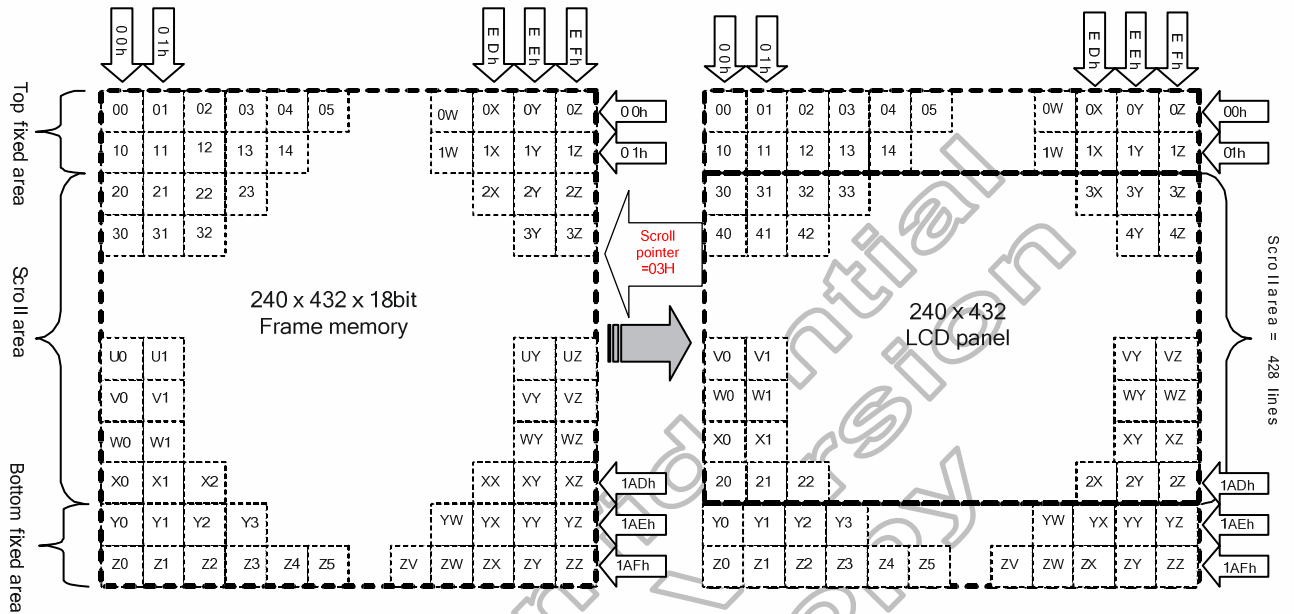 00h 01h EDh EEh EFh 00h 01h EDh EEh EFh
Top fixed area
00 01 02 03 04 05 0W 0X 0Y 0Z 00h
10 11 12 13 14 1W 1X 1Y 1Z 01h
20 21 22 23 2X 2Y 2Z
30 31 32 3Y 3Z
Scroll area
240 x 432 x 18bit
Frame memory
U0 U1 UY UZ
V0 V1 VY VZ
W0 W1 WY WZ
X0 X1 X2 XX XY XZ 1ADh
Bottom fixed area
Y0 Y1 Y2 Y3 YW YX YY YZ 1AEh
Z0 Z1 Z2 Z3 Z4 Z5 ZV ZW ZX ZY ZZ 1AFh
Scroll
pointer
=03H
00 01 02 03 04 05 0W 0X 0Y 0Z 00h
10 11 12 13 14 1W 1X 1Y 1Z 01h
30 31 32 33 3X 3Y 3Z
40 41 42 4Y 4Z
240 x 432
LCD panel
V0 V1 VY VZ
W0 W1 WY WZ
X0 X1 XY XZ
20 21 22 2X 2Y 2Z 1ADh
Y0 Y1 Y2 Y3 YW YX YY YZ 1AEh
Z0 Z1 Z2 Z3 Z4 Z5 ZV ZW ZX ZY ZZ 1AFh
Scroll area = 428 lines